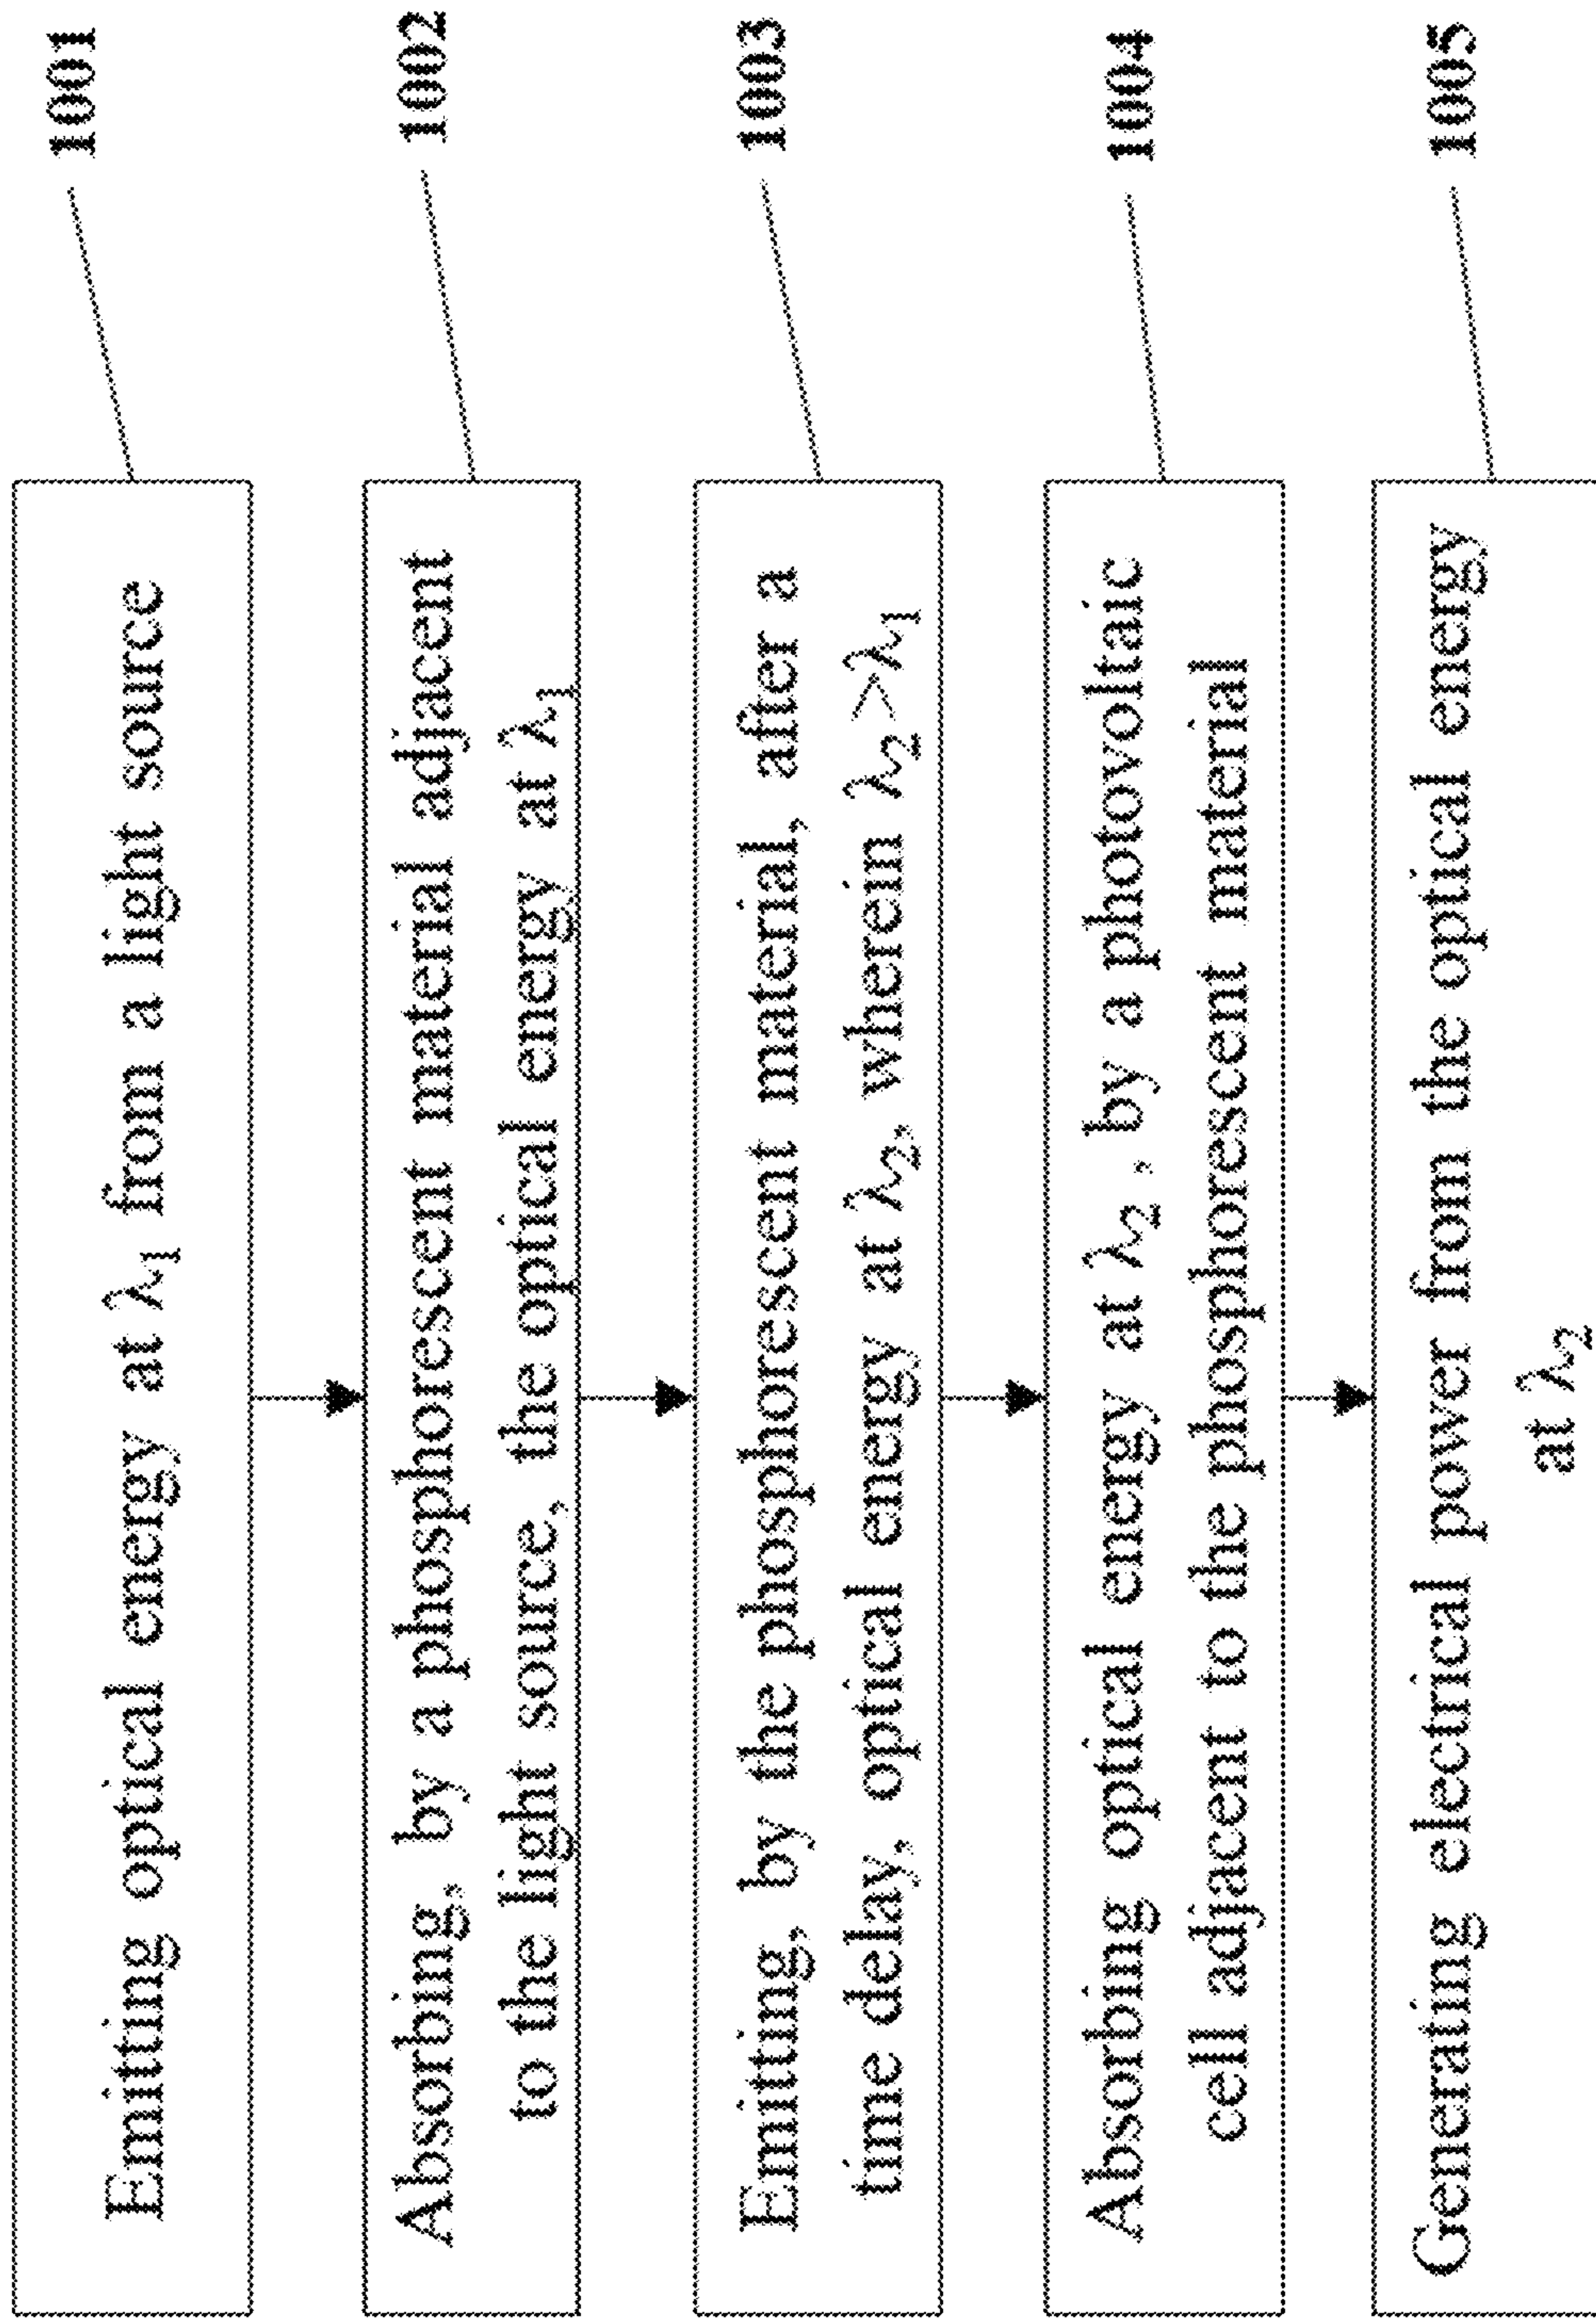 Emitting optical energy at λ₁ from a light source
1001
Absorbing, by a phosphorescent material adjacent
to the light source, the optical energy at λ₁
1002
Emitting, by the phosphorescent material, after a
time delay, optical energy at λ₂, wherein λ₂>λ₁
1003
Absorbing optical energy at λ₂, by a photovoltaic
cell adjacent to the phosphorescent material
1004
Generating electrical power from the optical energy
at λ₂
1005